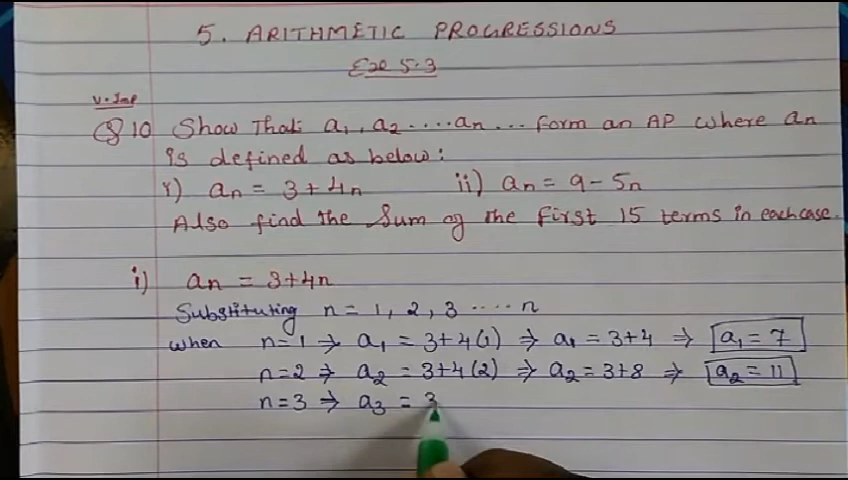 5. ARITHMETIC PROGRESSIONS
Exe 5.3
V. Imp
Q 10 Show that a₁, a₂ ..... aₙ ... form an AP where aₙ
is defined as below:
i) aₙ = 3 + 4n ii) aₙ = 9 - 5n
Also find the Sum of the first 15 terms in each case.
i) aₙ = 3+4n
Substituting n = 1, 2, 3 ..... n
when n=1 ⇒ a₁ = 3+4(1) ⇒ a₁ = 3+4 ⇒ a₁ = 7
n=2 ⇒ a₂ = 3+4(2) ⇒ a₂ = 3+8 ⇒ a₂ = 11
n=3 ⇒ a₃ = 3